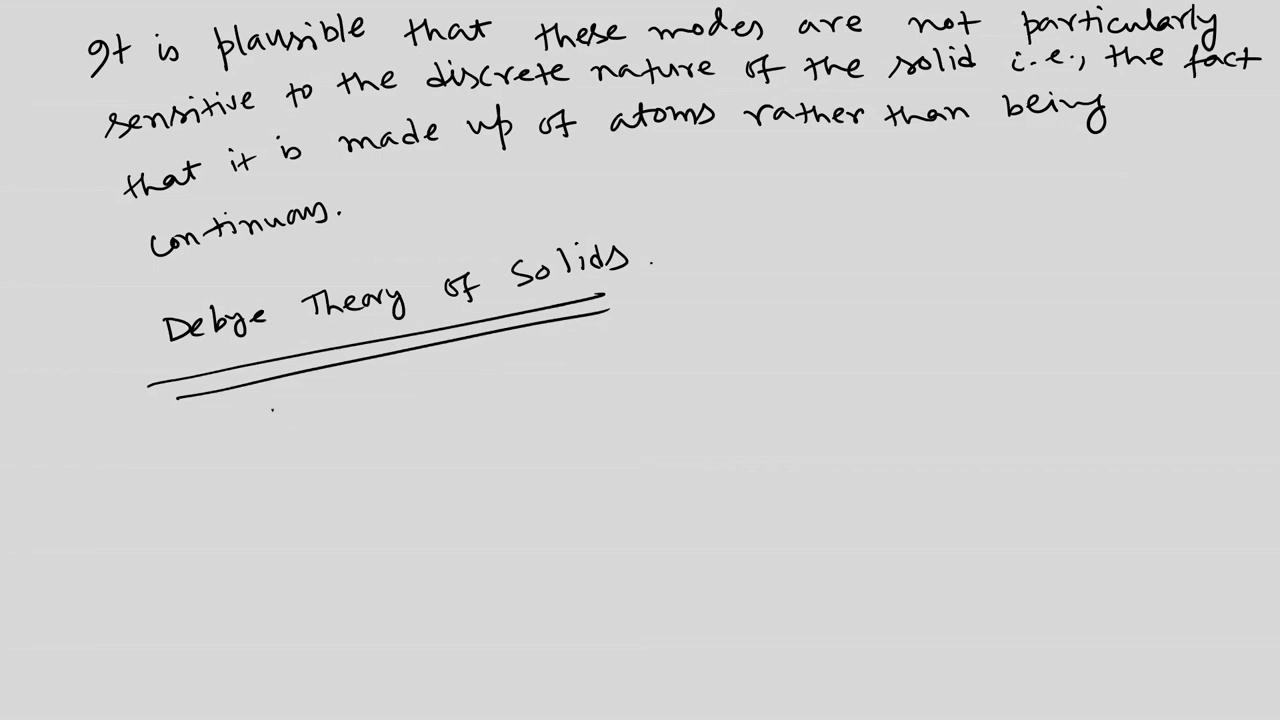 It is plausible that these modes are not particularly
sensitive to the discrete nature of the solid i.e., the fact
that it is made up of atoms rather than being
continuous.
Debye Theory of Solids.